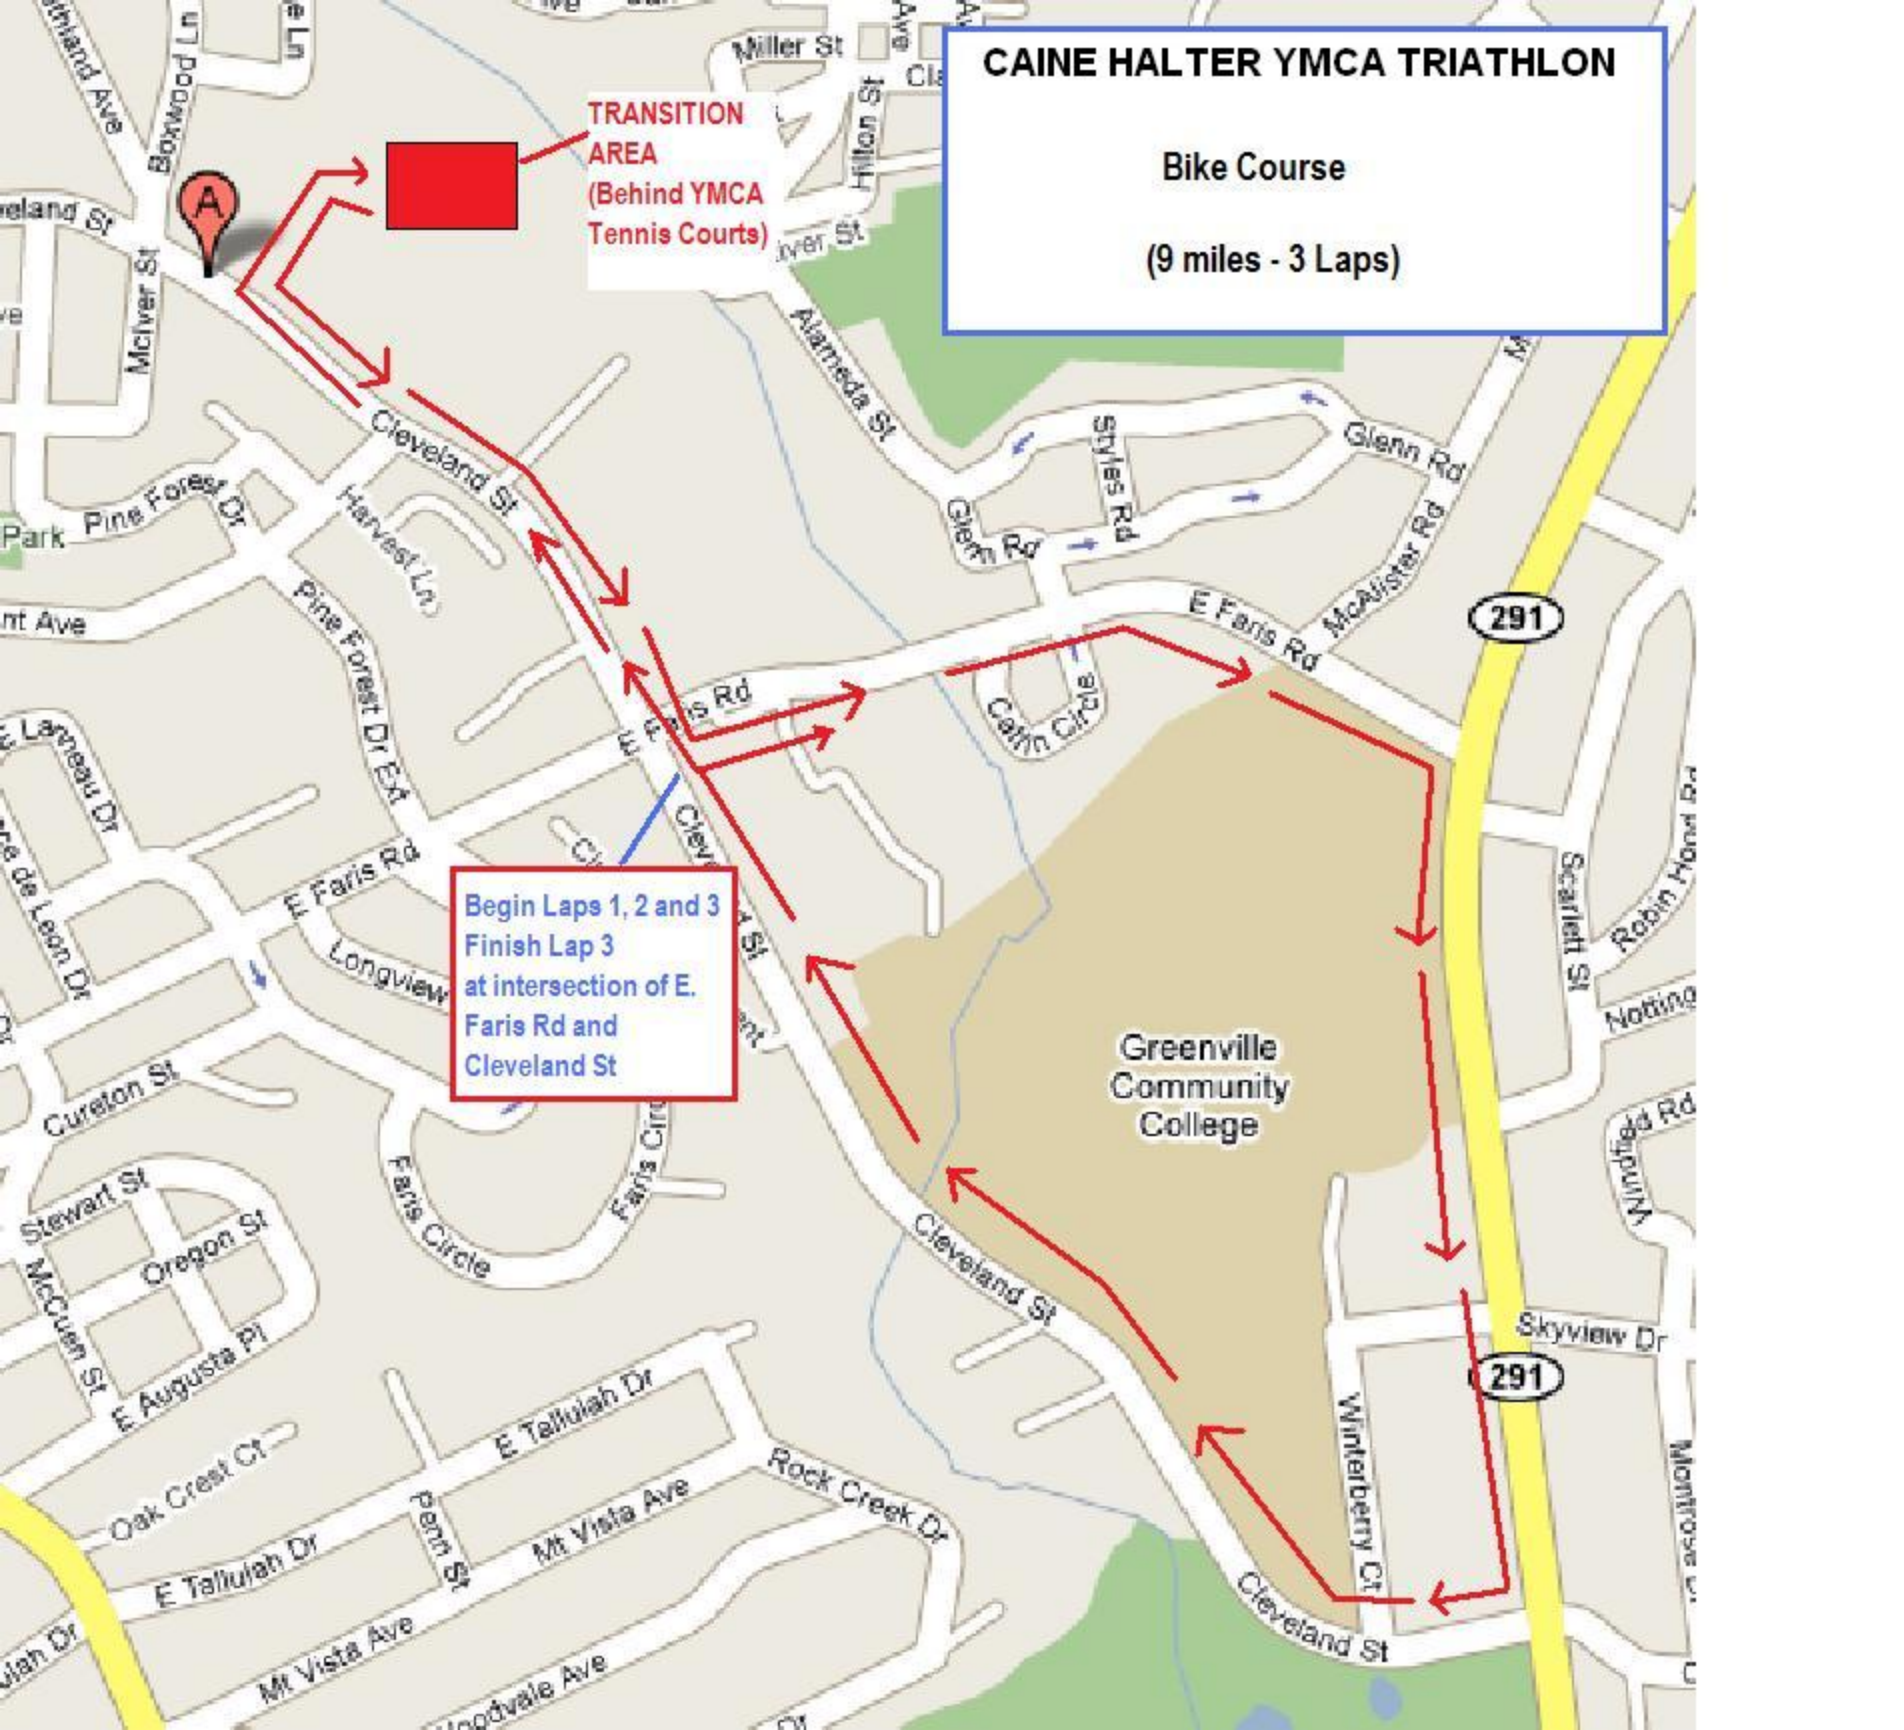 CAINE HALTER YMCA TRIATHLON
Bike Course
(9 miles - 3 Laps)
TRANSITION
AREA
(Behind YMCA
Tennis Courts)
A
Boxwood Ln
Miller St
Hilton St
McIver St
Alameda St
Cleveland St
Pine Forest Dr
Harvest Ln
Park
Pine Forest Dr Ext
Glenn Rd
Styles Rd
Glenn Rd
McAlister Rd
E Faris Rd
291
Catlin Circle
E Faris Rd
Longview
Begin Laps 1, 2 and 3
Finish Lap 3
at intersection of E.
Faris Rd and
Cleveland St
Scarlett St
Robin Hood Rd
Greenville
Community
College
Cureton St
Stewart St
Oregon St
McCuen St
E Augusta Pl
Faris Circle
Cleveland St
Skyview Dr
291
Winterberry Ct
Oak Crest Ct
E Tallulah Dr
Penn St
Mt Vista Ave
Rock Creek Dr
E Tallulah Dr
Mt Vista Ave
Cleveland St